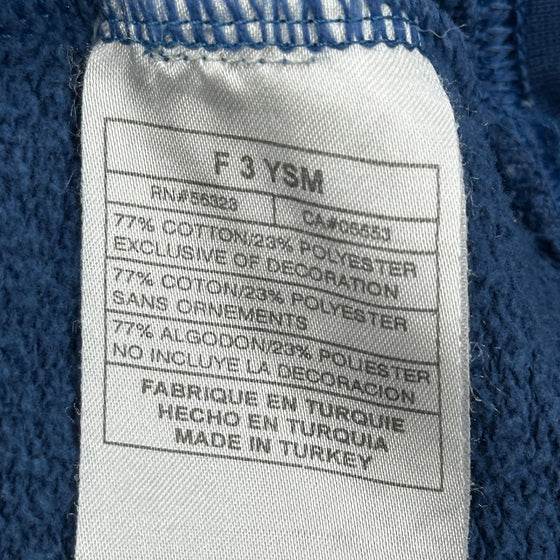 F 3 YSM
RN#56323 CA#05553
77% COTTON/23% POLYESTER
EXCLUSIVE OF DECORATION
77% COTON/23% POLYESTER
SANS ORNEMENTS
77% ALGODON/23% POLIESTER
NO INCLUYE LA DECORACION
FABRIQUE EN TURQUIE
HECHO EN TURQUIA
MADE IN TURKEY